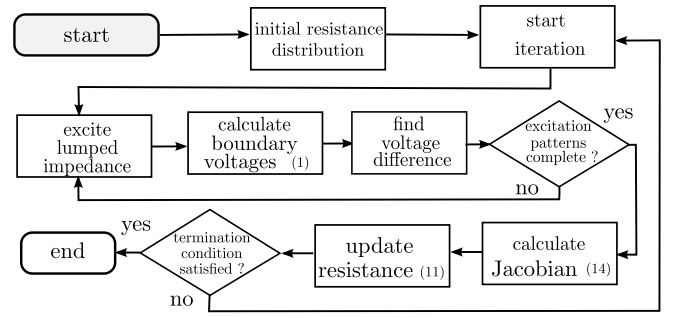 start
initial resistance
distribution
start
iteration
excite
lumped
impedance
calculate
boundary
voltages (1)
find
voltage
difference
excitation
patterns
complete ?
yes
no
end
yes
termination
condition
satisfied ?
no
update
resistance (11)
calculate
Jacobian (14)